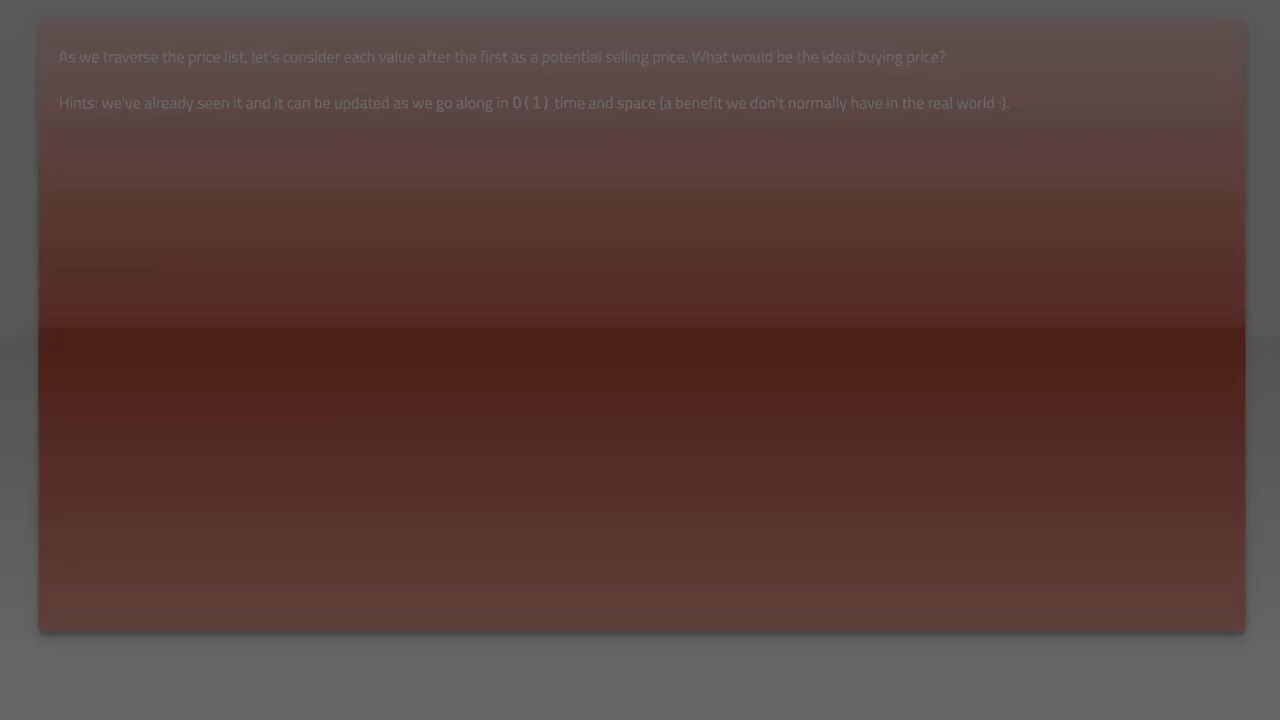 As we traverse the price list, let's consider each value after the first as a potential selling price. What would be the ideal buying price?
Hints: we've already seen it and it can be updated as we go along in O(1) time and space (a benefit we don't normally have in the real world :).